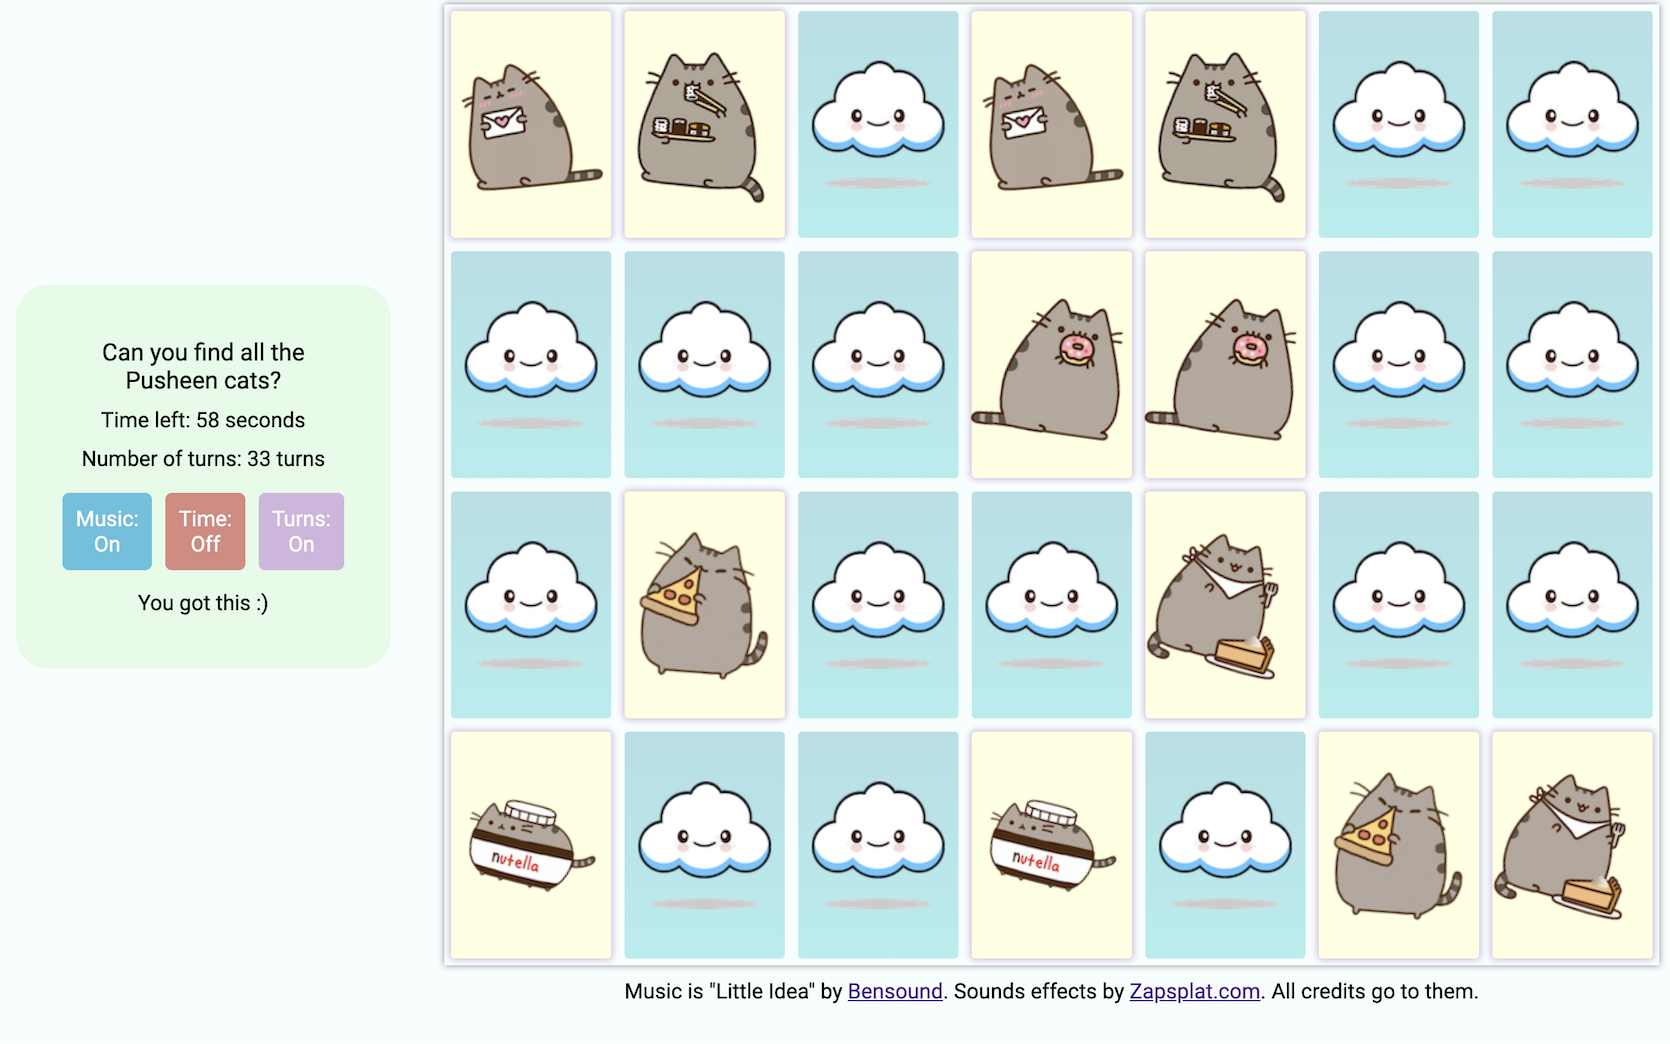 Can you find all the
Pusheen cats?
Time left: 58 seconds
Number of turns: 33 turns
Music:
On
Time:
Off
Turns:
On
You got this :)
nutella
nutella
Music is "Little Idea" by Bensound. Sounds effects by Zapsplat.com. All credits go to them.